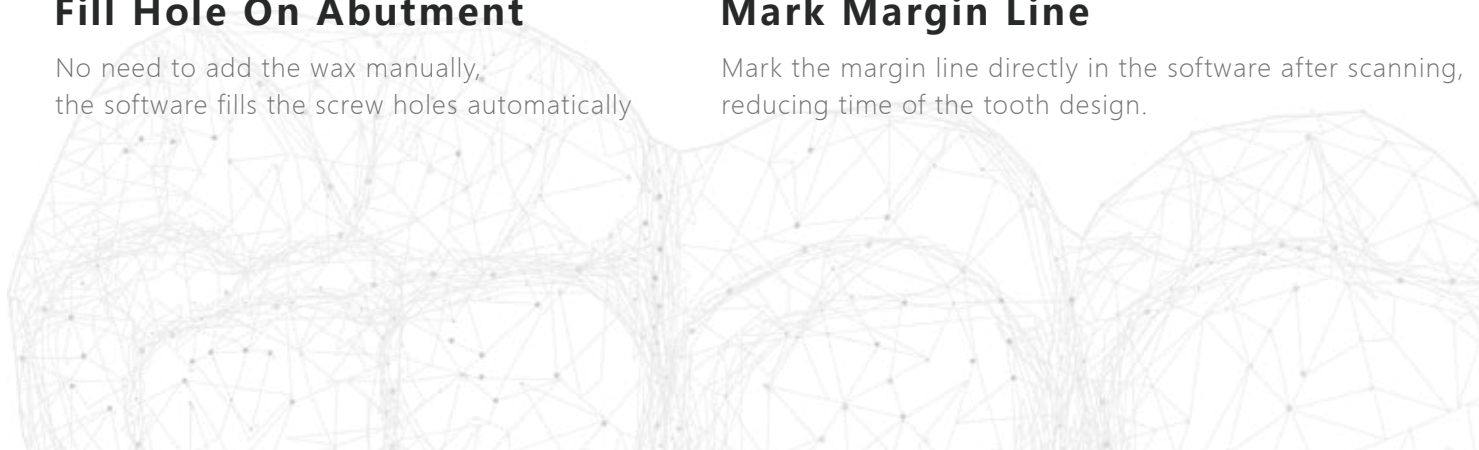 Fill Hole On Abutment
No need to add the wax manually,
the software fills the screw holes automatically
Mark Margin Line
Mark the margin line directly in the software after scanning,
reducing time of the tooth design.